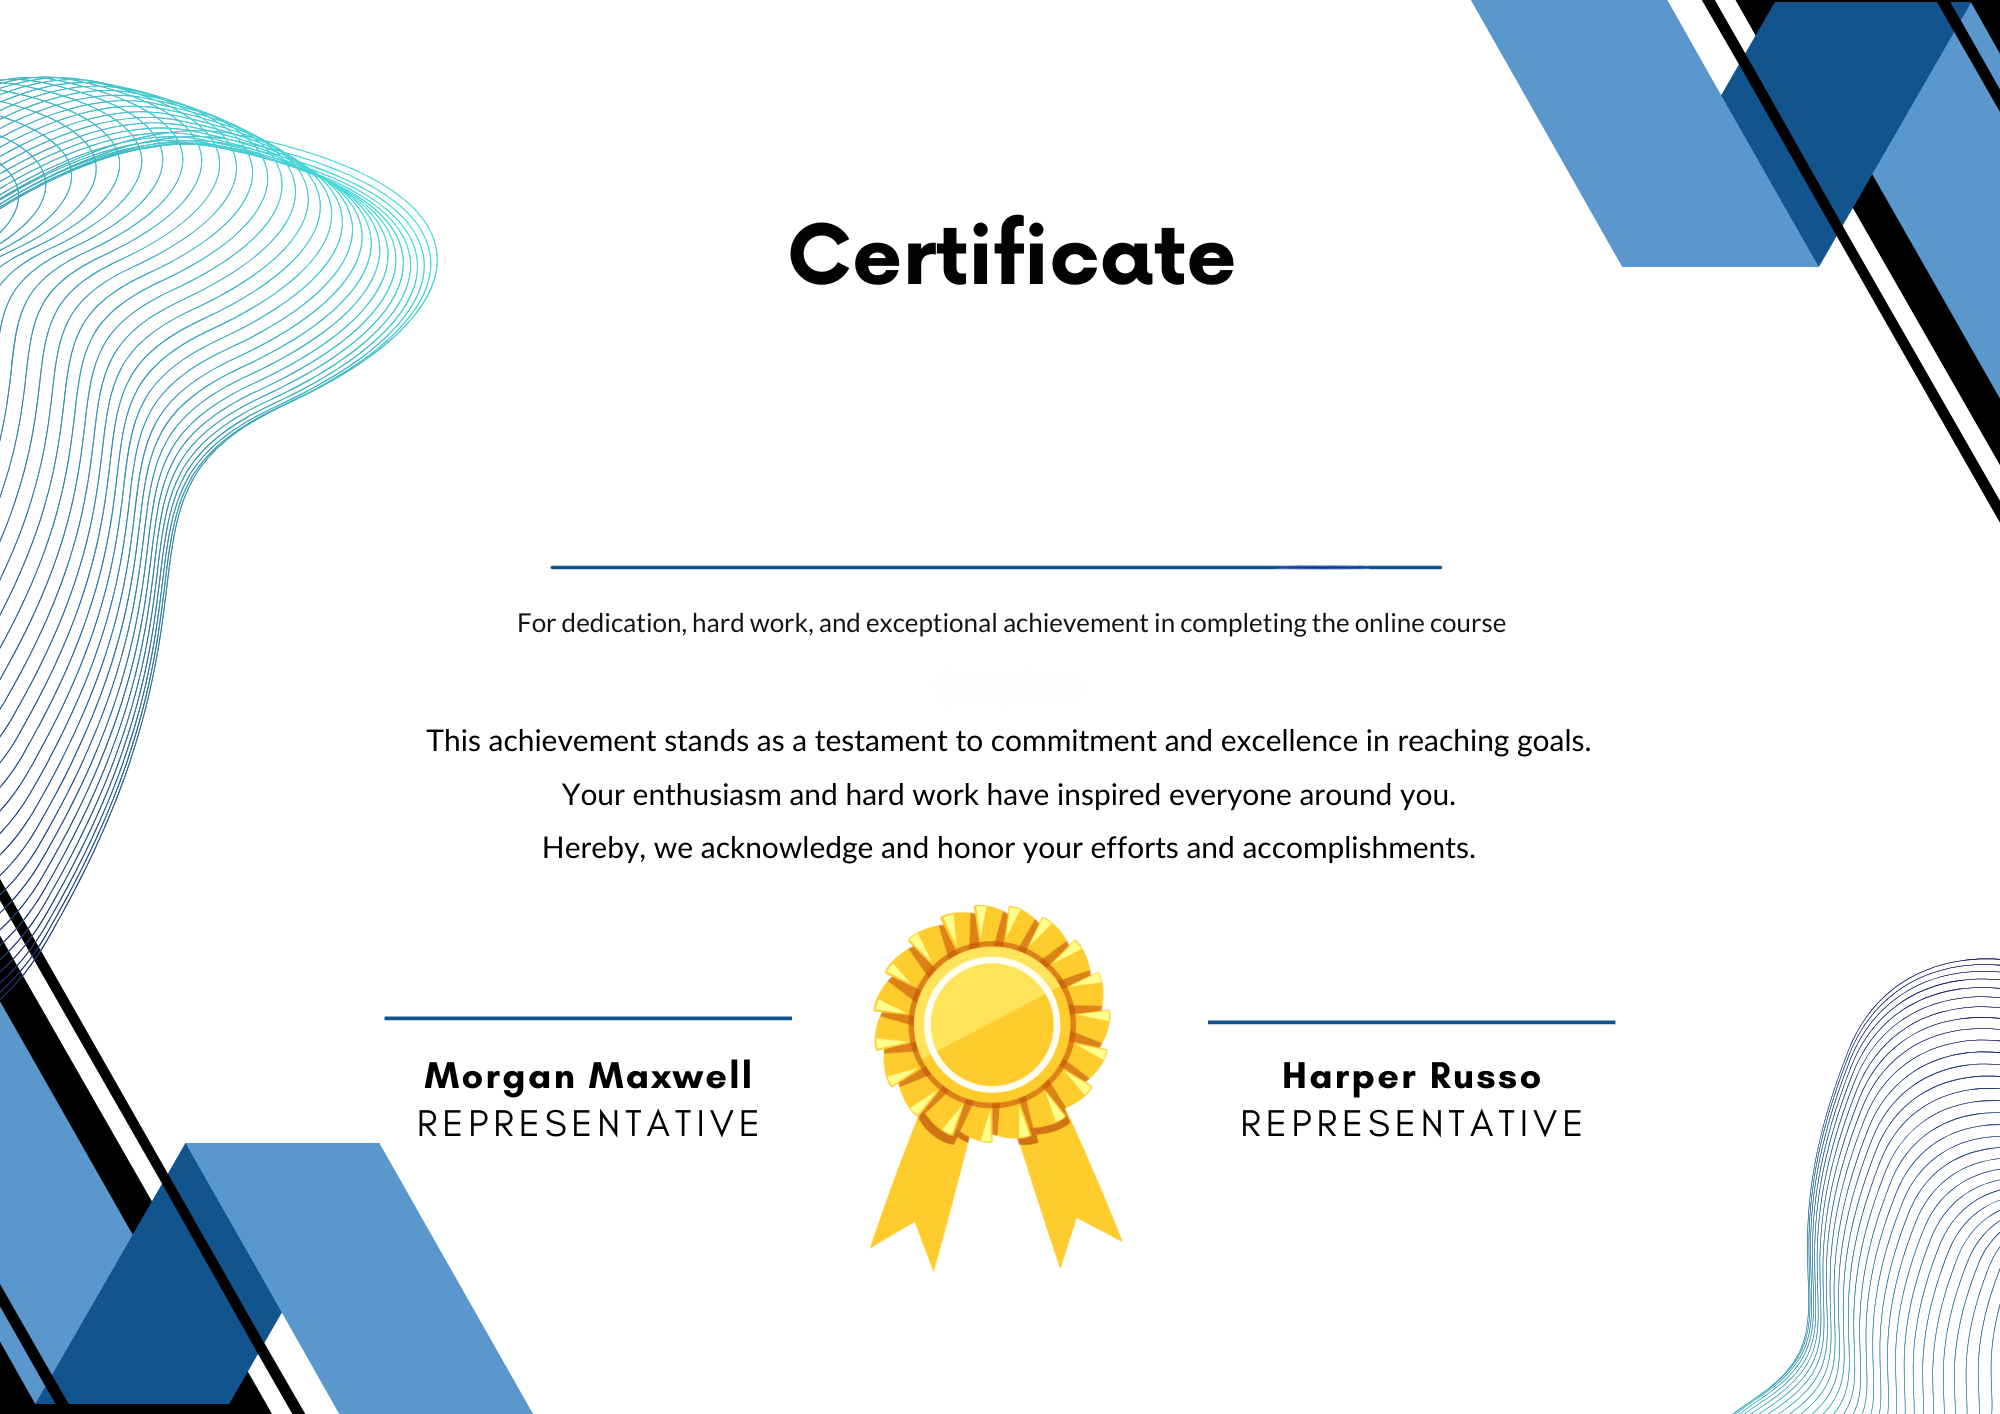 Certificate
For dedication, hard work, and exceptional achievement in completing the online course
This achievement stands as a testament to commitment and excellence in reaching goals.
Your enthusiasm and hard work have inspired everyone around you.
Hereby, we acknowledge and honor your efforts and accomplishments.
Morgan Maxwell
REPRESENTATIVE
Harper Russo
REPRESENTATIVE